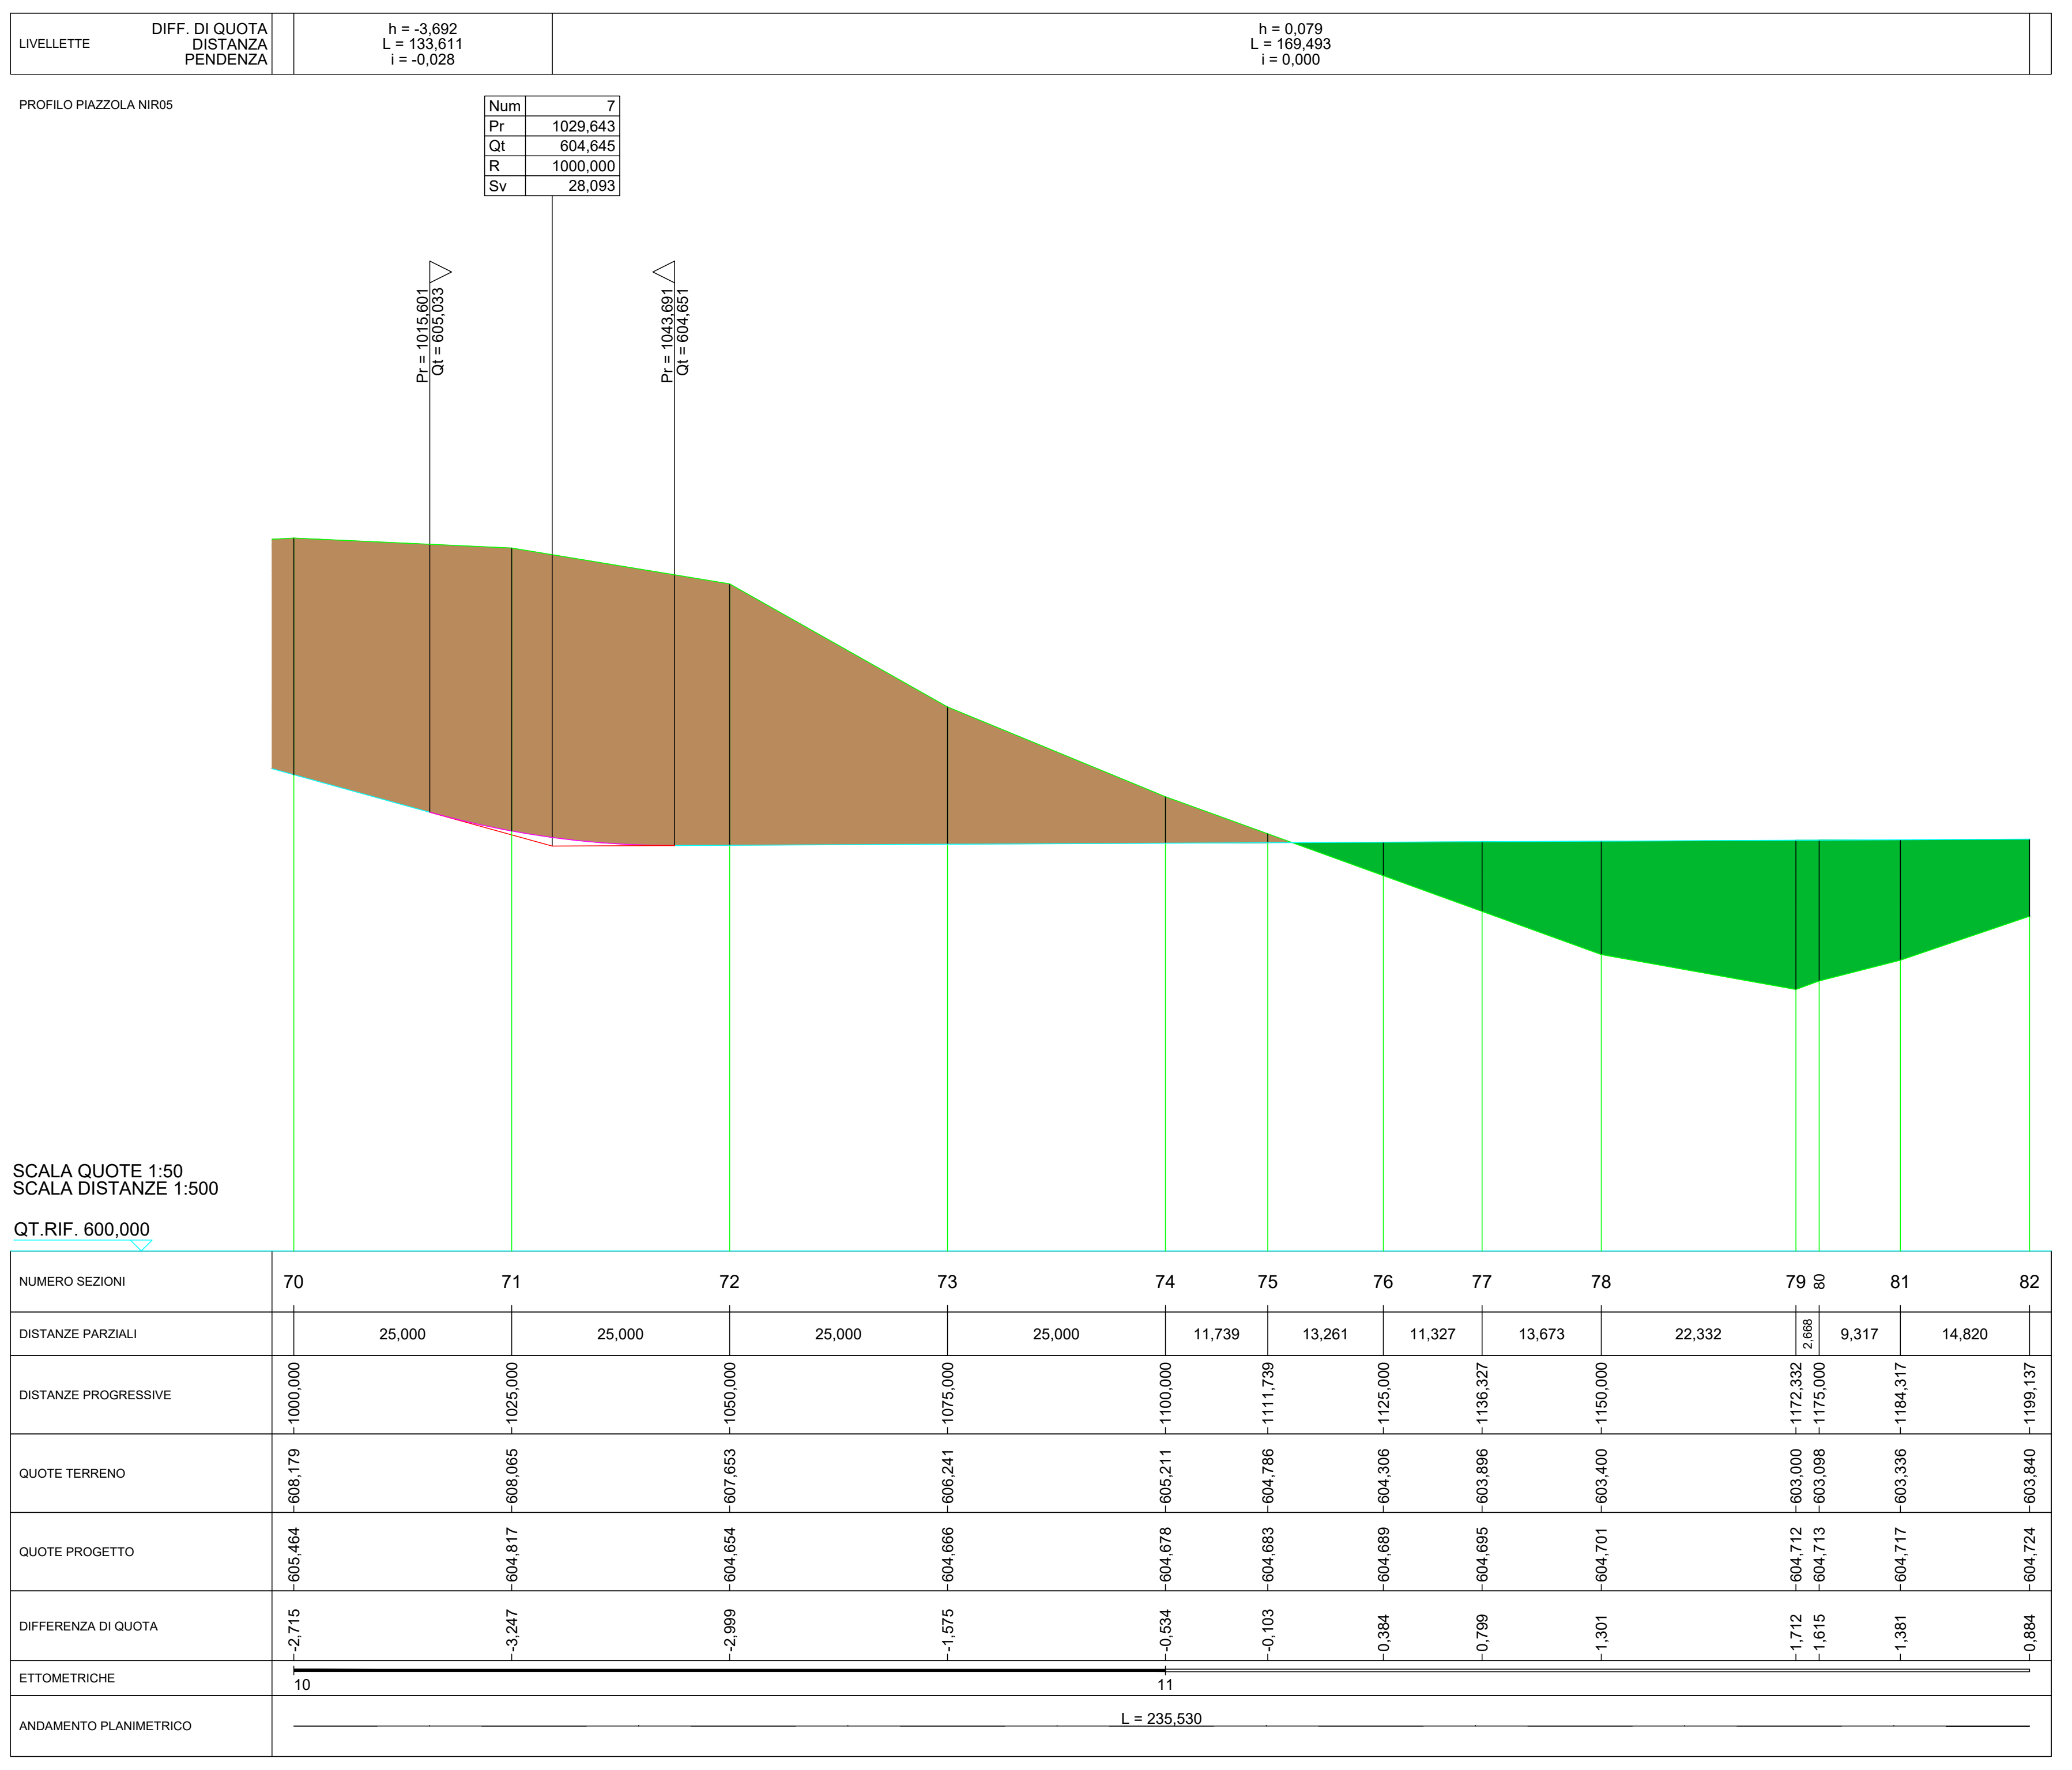 LIVELLETTE
DIFF. DI QUOTA
DISTANZA
PENDENZA
h = -3,692
L = 133,611
i = -0,028
h = 0,079
L = 169,493
i = 0,000
PROFILO PIAZZOLA NIR05
Num 7
Pr 1029,643
Qt 604,645
R 1000,000
Sv 28,093
Pr = 1015,601
Qt = 605,033
Pr = 1043,691
Qt = 604,651
SCALA QUOTE 1:50
SCALA DISTANZE 1:500
QT.RIF. 600,000
NUMERO SEZIONI 70 71 72 73 74 75 76 77 78 79 80 81 82
DISTANZE PARZIALI 25,000 25,000 25,000 25,000 11,739 13,261 11,327 13,673 22,332 2,668 9,317 14,820
DISTANZE PROGRESSIVE 1000,000 1025,000 1050,000 1075,000 1100,000 1111,739 1125,000 1136,327 1150,000 1172,332 1175,000 1184,317 1199,137
QUOTE TERRENO 608,179 608,065 607,653 606,241 605,211 604,786 604,306 603,896 603,400 603,000 603,098 603,336 603,840
QUOTE PROGETTO 605,464 604,817 604,654 604,666 604,678 604,683 604,689 604,695 604,701 604,712 604,713 604,717 604,724
DIFFERENZA DI QUOTA -2,715 -3,247 -2,999 -1,575 -0,534 -0,103 0,384 0,799 1,301 1,712 1,615 1,381 0,884
ETTOMETRICHE 10 11
ANDAMENTO PLANIMETRICO L = 235,530